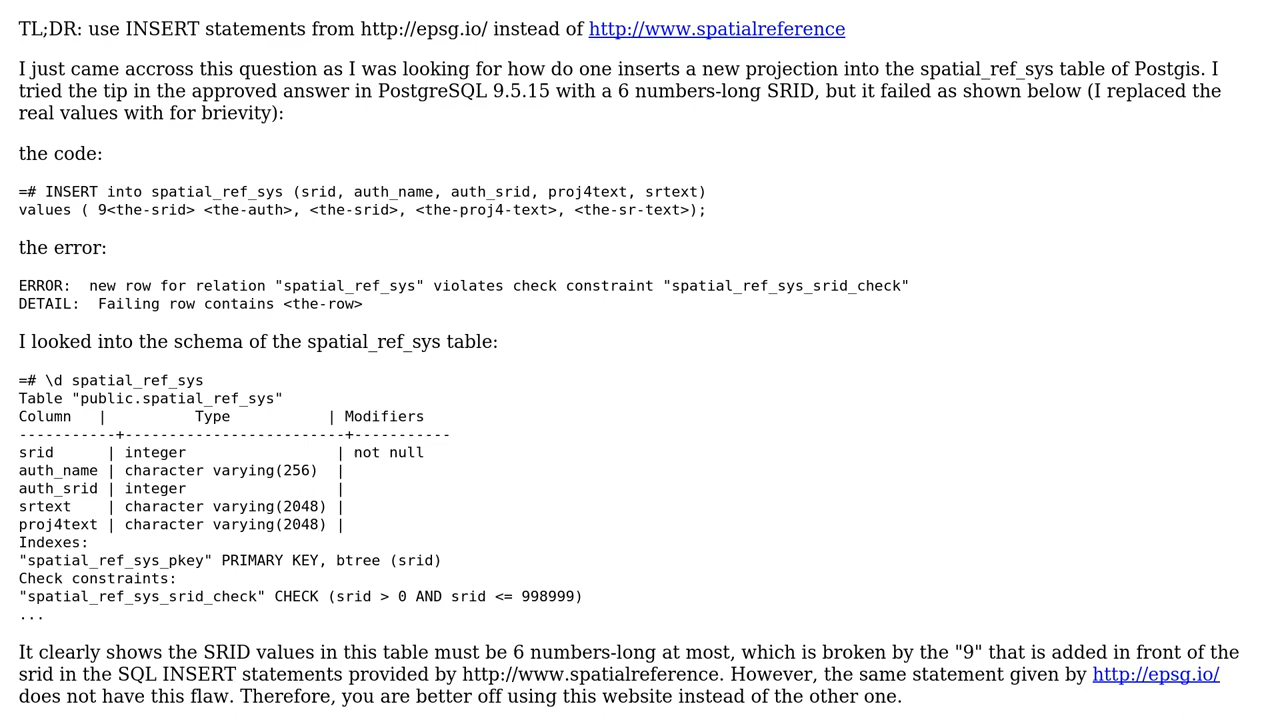 TL;DR: use INSERT statements from http://epsg.io/ instead of http://www.spatialreference
I just came accross this question as I was looking for how do one inserts a new projection into the spatial_ref_sys table of Postgis. I
tried the tip in the approved answer in PostgreSQL 9.5.15 with a 6 numbers-long SRID, but it failed as shown below (I replaced the
real values with for brievity):
the code:
=# INSERT into spatial_ref_sys (srid, auth_name, auth_srid, proj4text, srtext)
values ( 9<the-srid> <the-auth>, <the-srid>, <the-proj4-text>, <the-sr-text>);
the error:
ERROR:  new row for relation "spatial_ref_sys" violates check constraint "spatial_ref_sys_srid_check"
DETAIL:  Failing row contains <the-row>
I looked into the schema of the spatial_ref_sys table:
=# \d spatial_ref_sys
Table "public.spatial_ref_sys"
Column   |          Type           | Modifiers
-----------+-------------------------+-----------
srid      | integer                 | not null
auth_name | character varying(256)  |
auth_srid | integer                 |
srtext    | character varying(2048) |
proj4text | character varying(2048) |
Indexes:
"spatial_ref_sys_pkey" PRIMARY KEY, btree (srid)
Check constraints:
"spatial_ref_sys_srid_check" CHECK (srid > 0 AND srid <= 998999)
...
It clearly shows the SRID values in this table must be 6 numbers-long at most, which is broken by the "9" that is added in front of the
srid in the SQL INSERT statements provided by http://www.spatialreference. However, the same statement given by http://epsg.io/
does not have this flaw. Therefore, you are better off using this website instead of the other one.